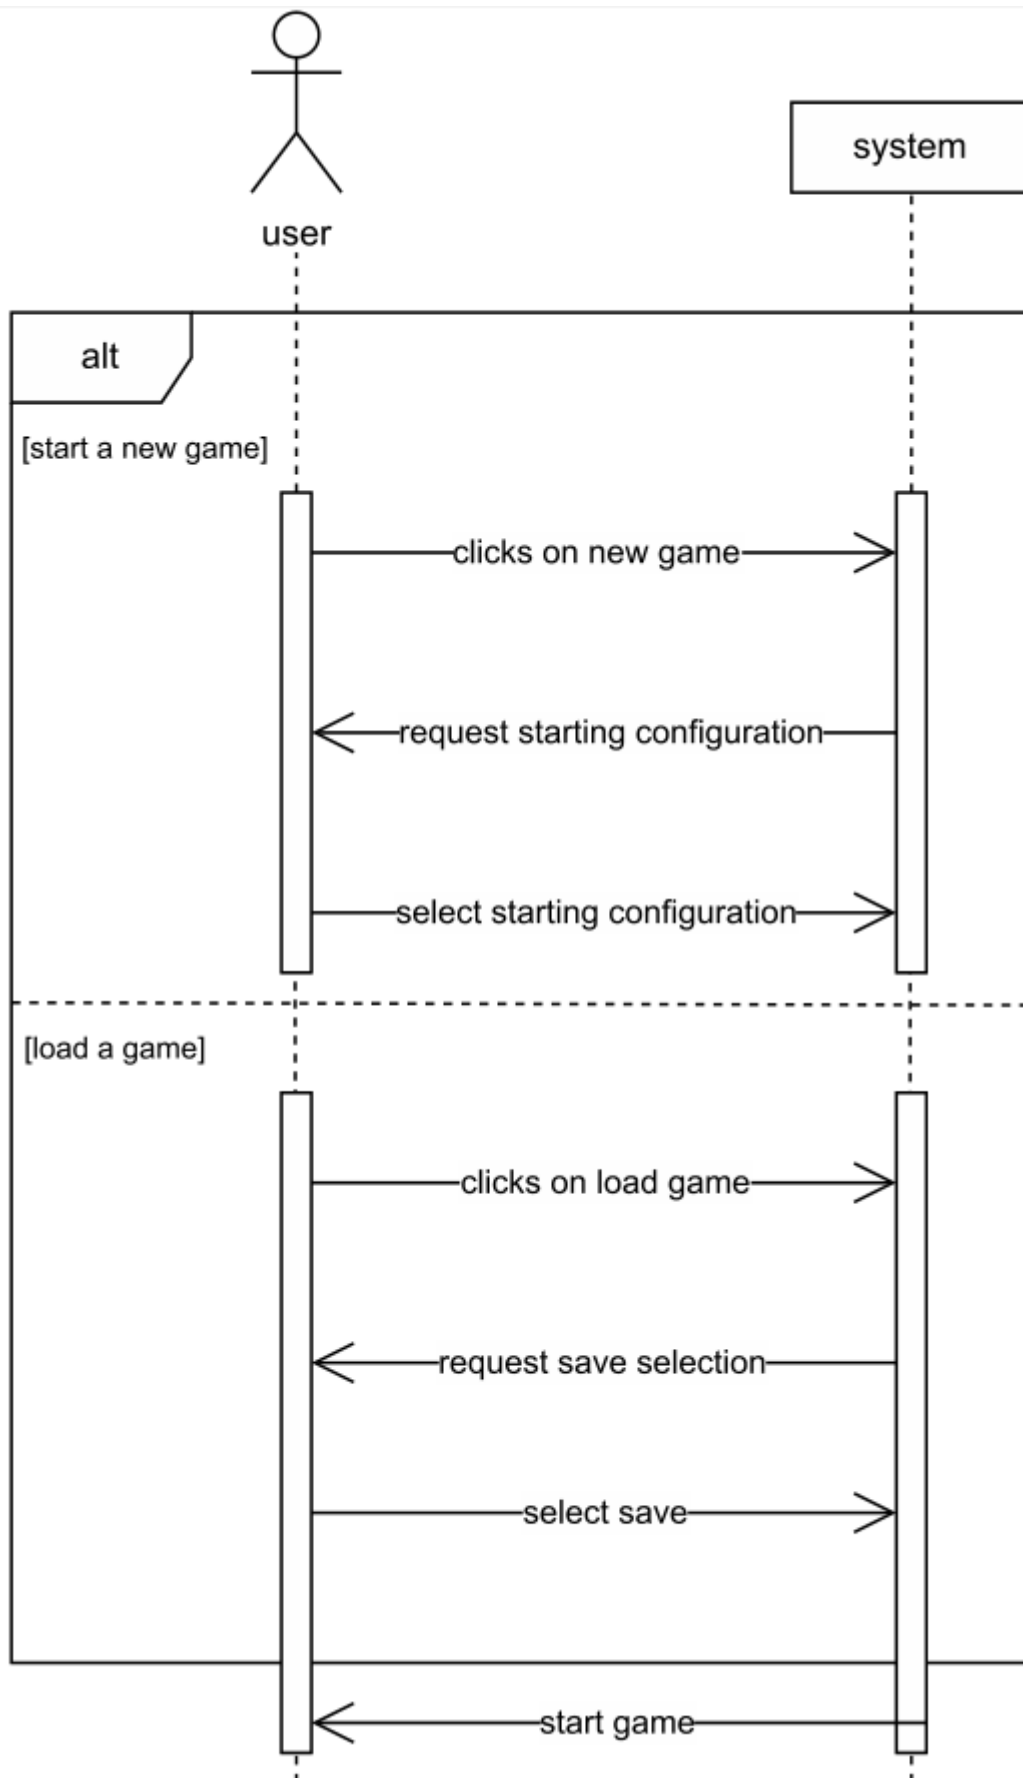 system
user
alt
[start a new game]
clicks on new game
request starting configuration
select starting configuration
[load a game]
clicks on load game
request save selection
select save
start game